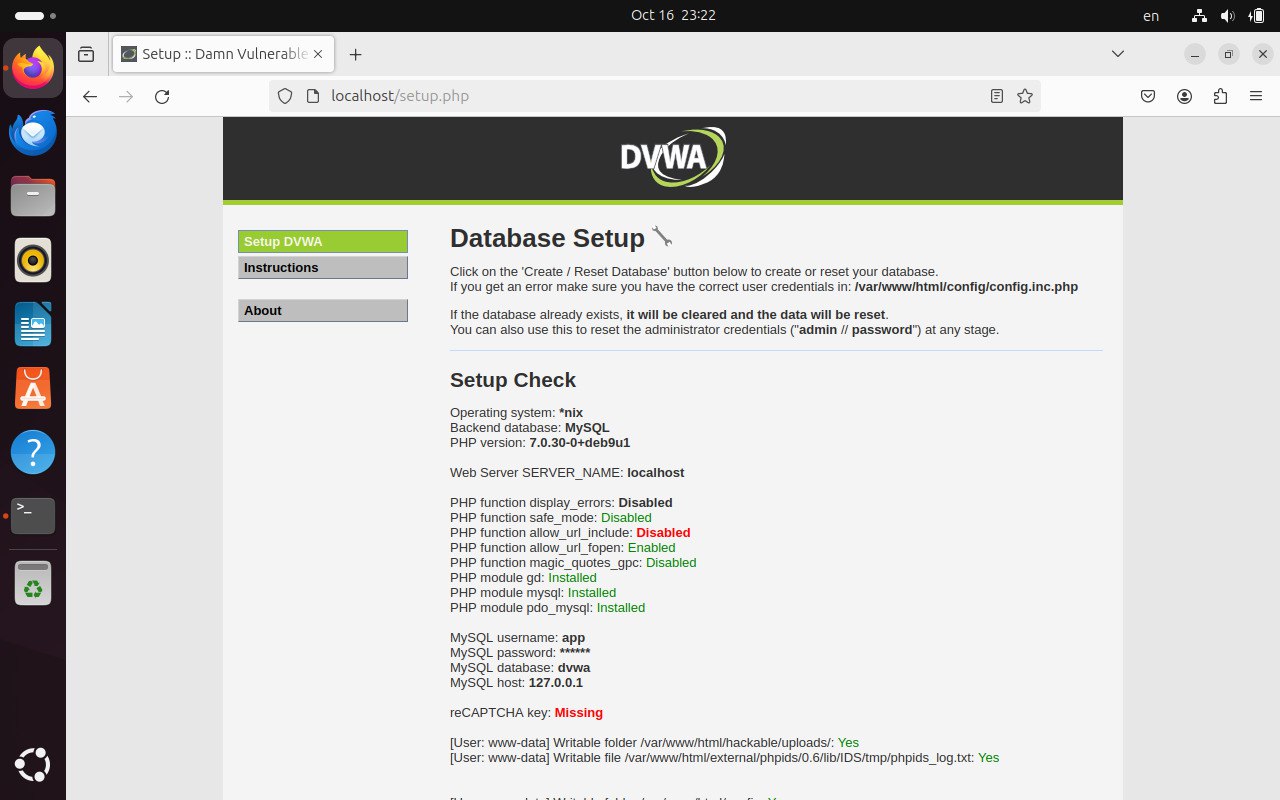 Oct 16 23:22
en
Setup :: Damn Vulnerable
localhost/setup.php
DVWA
Setup DVWA
Instructions
About
Database Setup
Click on the 'Create / Reset Database' button below to create or reset your database.
If you get an error make sure you have the correct user credentials in: /var/www/html/config/config.inc.php
If the database already exists, it will be cleared and the data will be reset.
You can also use this to reset the administrator credentials ("admin // password") at any stage.
Setup Check
Operating system: *nix
Backend database: MySQL
PHP version: 7.0.30-0+deb9u1
Web Server SERVER_NAME: localhost
PHP function display_errors: Disabled
PHP function safe_mode: Disabled
PHP function allow_url_include: Disabled
PHP function allow_url_fopen: Enabled
PHP function magic_quotes_gpc: Disabled
PHP module gd: Installed
PHP module mysql: Installed
PHP module pdo_mysql: Installed
MySQL username: app
MySQL password: ******
MySQL database: dvwa
MySQL host: 127.0.0.1
reCAPTCHA key: Missing
[User: www-data] Writable folder /var/www/html/hackable/uploads/: Yes
[User: www-data] Writable file /var/www/html/external/phpids/0.6/lib/IDS/tmp/phpids_log.txt: Yes